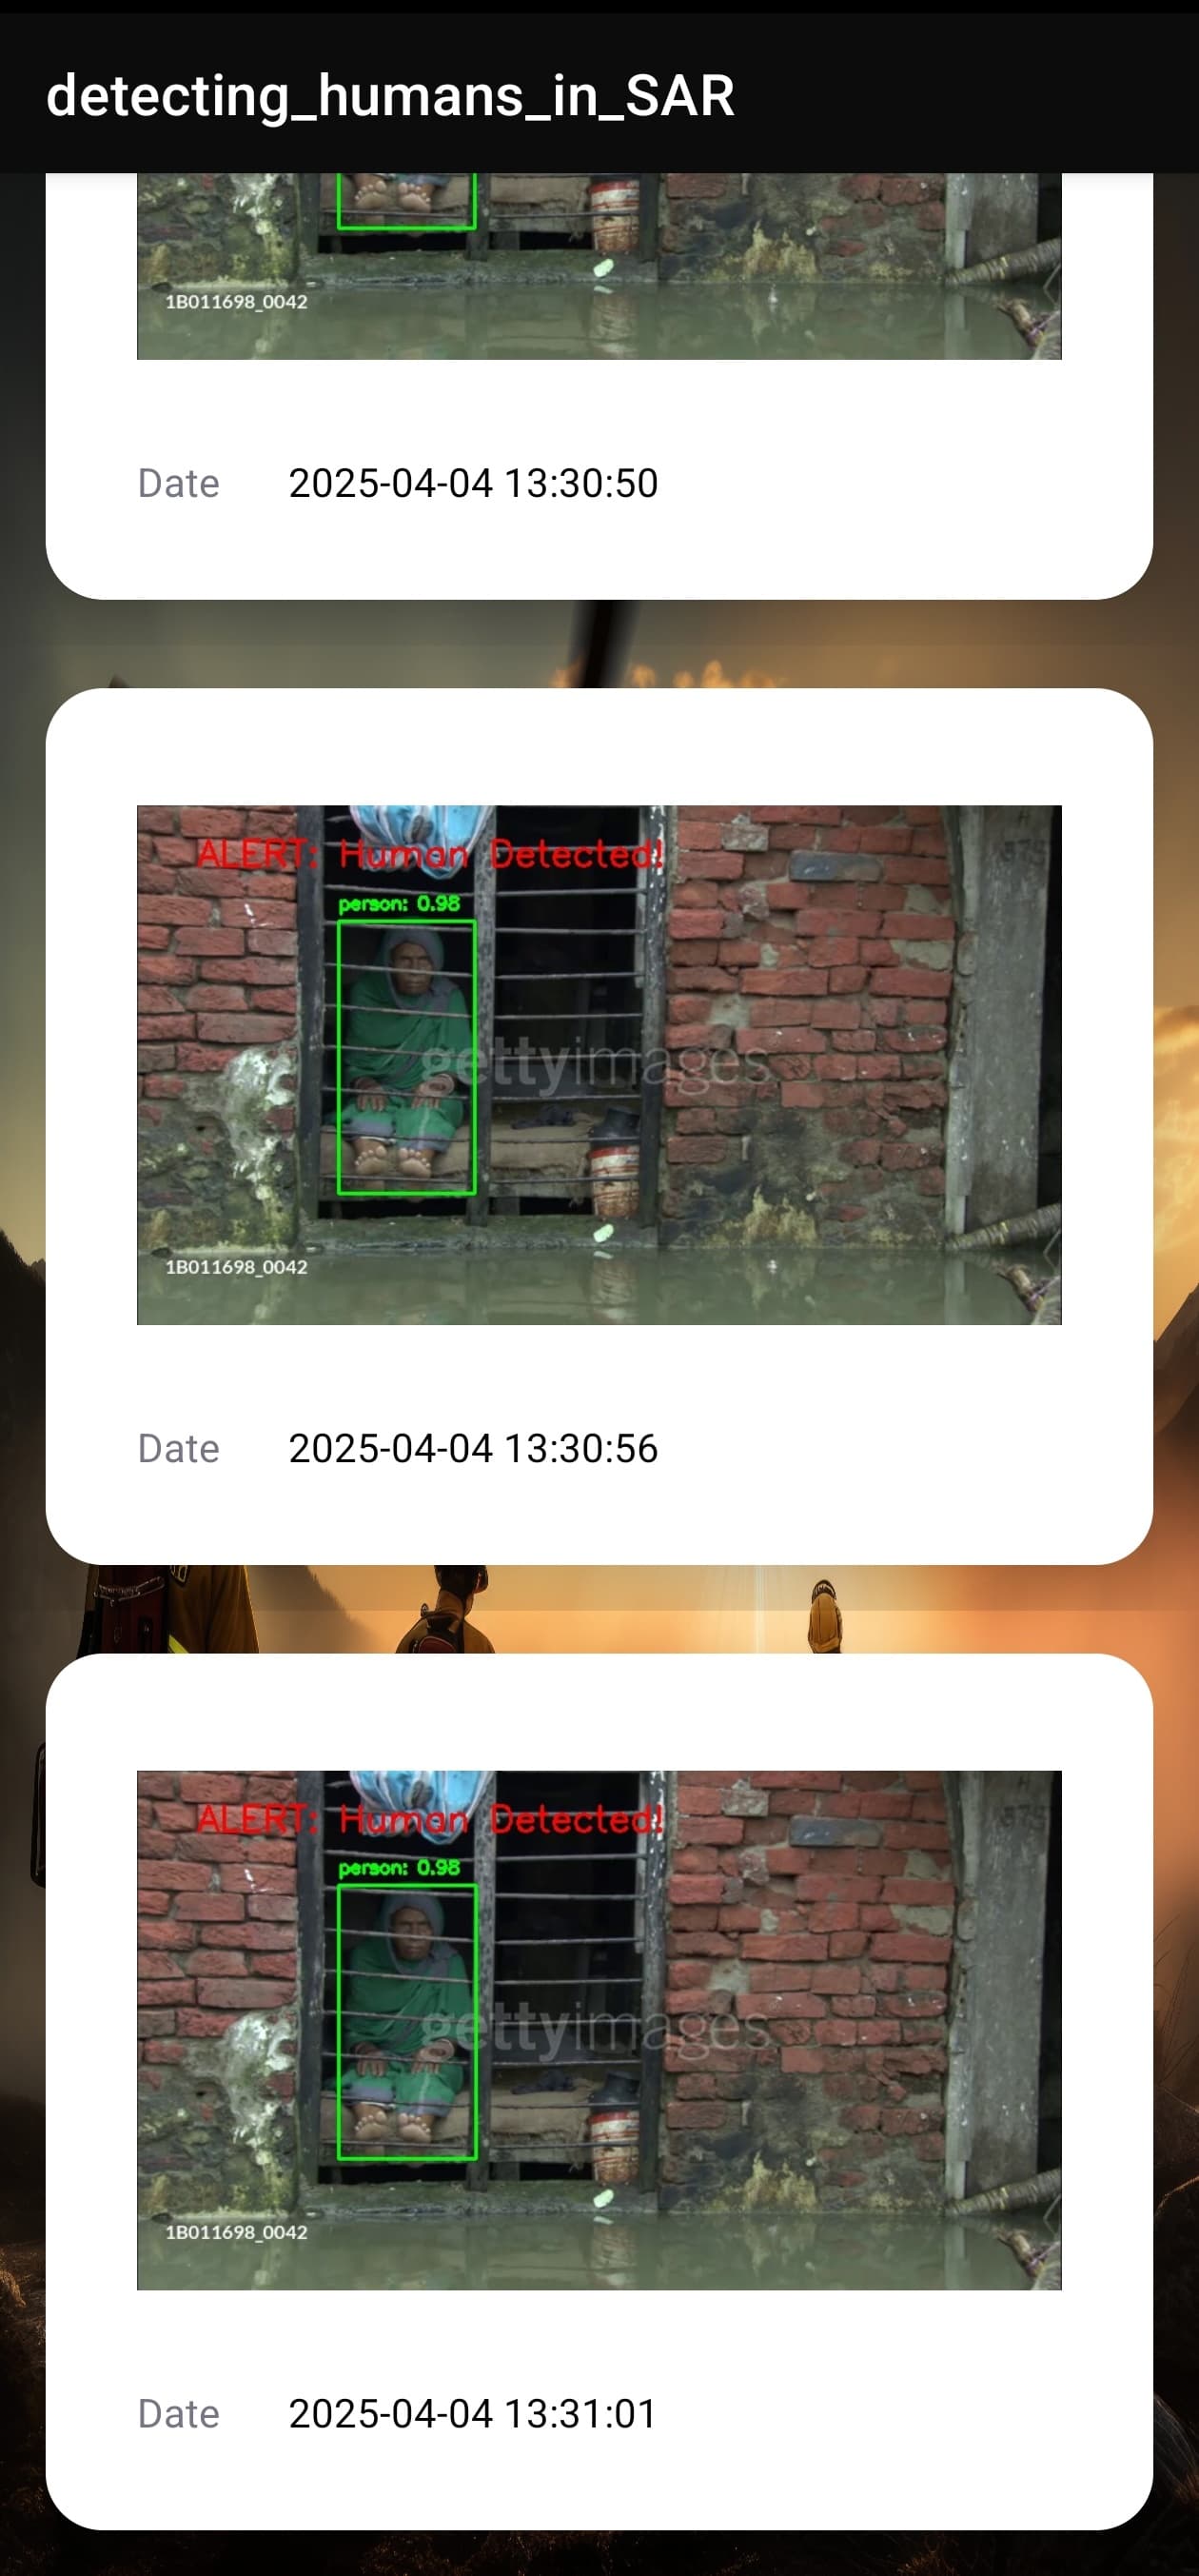 detecting_humans_in_SAR
1B011698_0042
Date 2025-04-04 13:30:50
ALERT: Human Detected!
person: 0.98
gettyimages
1B011698_0042
Date 2025-04-04 13:30:56
ALERT: Human Detected!
person: 0.98
gettyimages
1B011698_0042
Date 2025-04-04 13:31:01